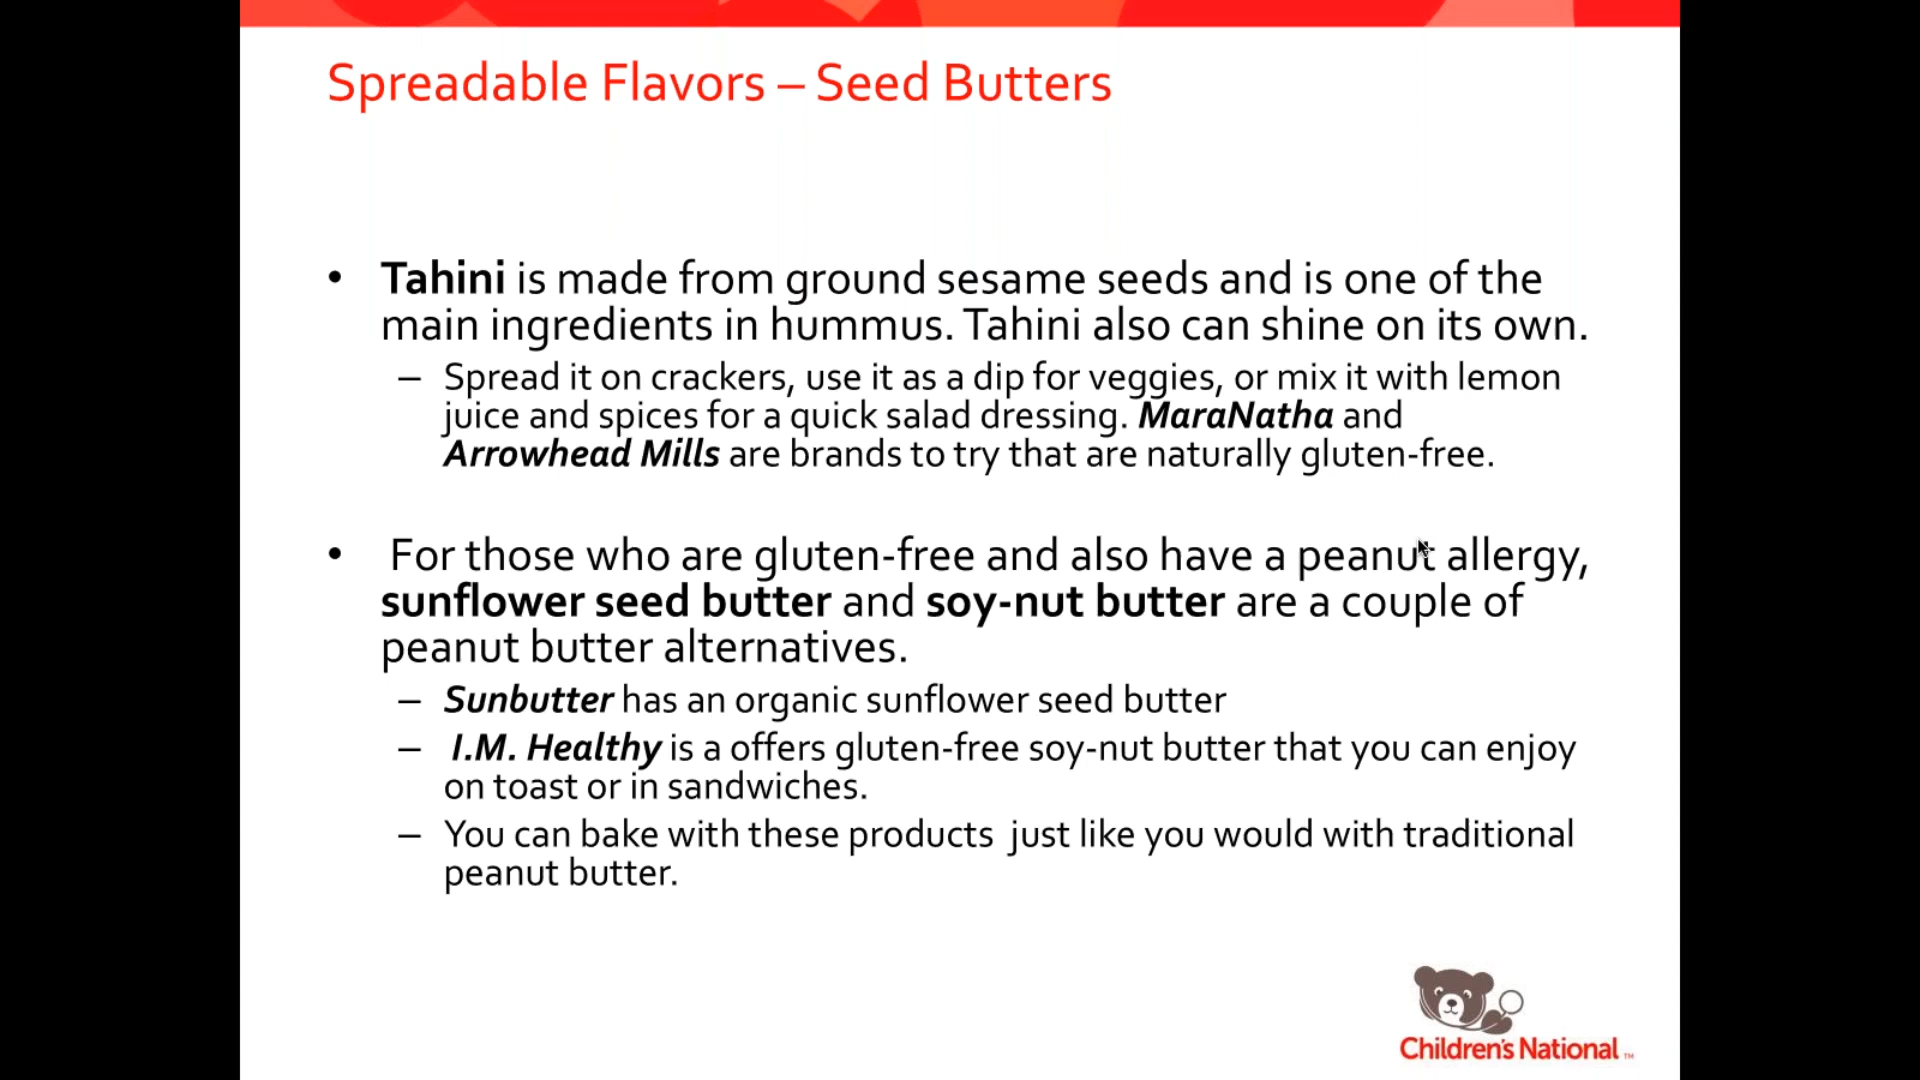 Spreadable Flavors – Seed Butters
• Tahini is made from ground sesame seeds and is one of the
main ingredients in hummus. Tahini also can shine on its own.
– Spread it on crackers, use it as a dip for veggies, or mix it with lemon
juice and spices for a quick salad dressing. MaraNatha and
Arrowhead Mills are brands to try that are naturally gluten-free.
• For those who are gluten-free and also have a peanut allergy,
sunflower seed butter and soy-nut butter are a couple of
peanut butter alternatives.
– Sunbutter has an organic sunflower seed butter
– I.M. Healthy is a offers gluten-free soy-nut butter that you can enjoy
on toast or in sandwiches.
– You can bake with these products just like you would with traditional
peanut butter.
Children's National ™